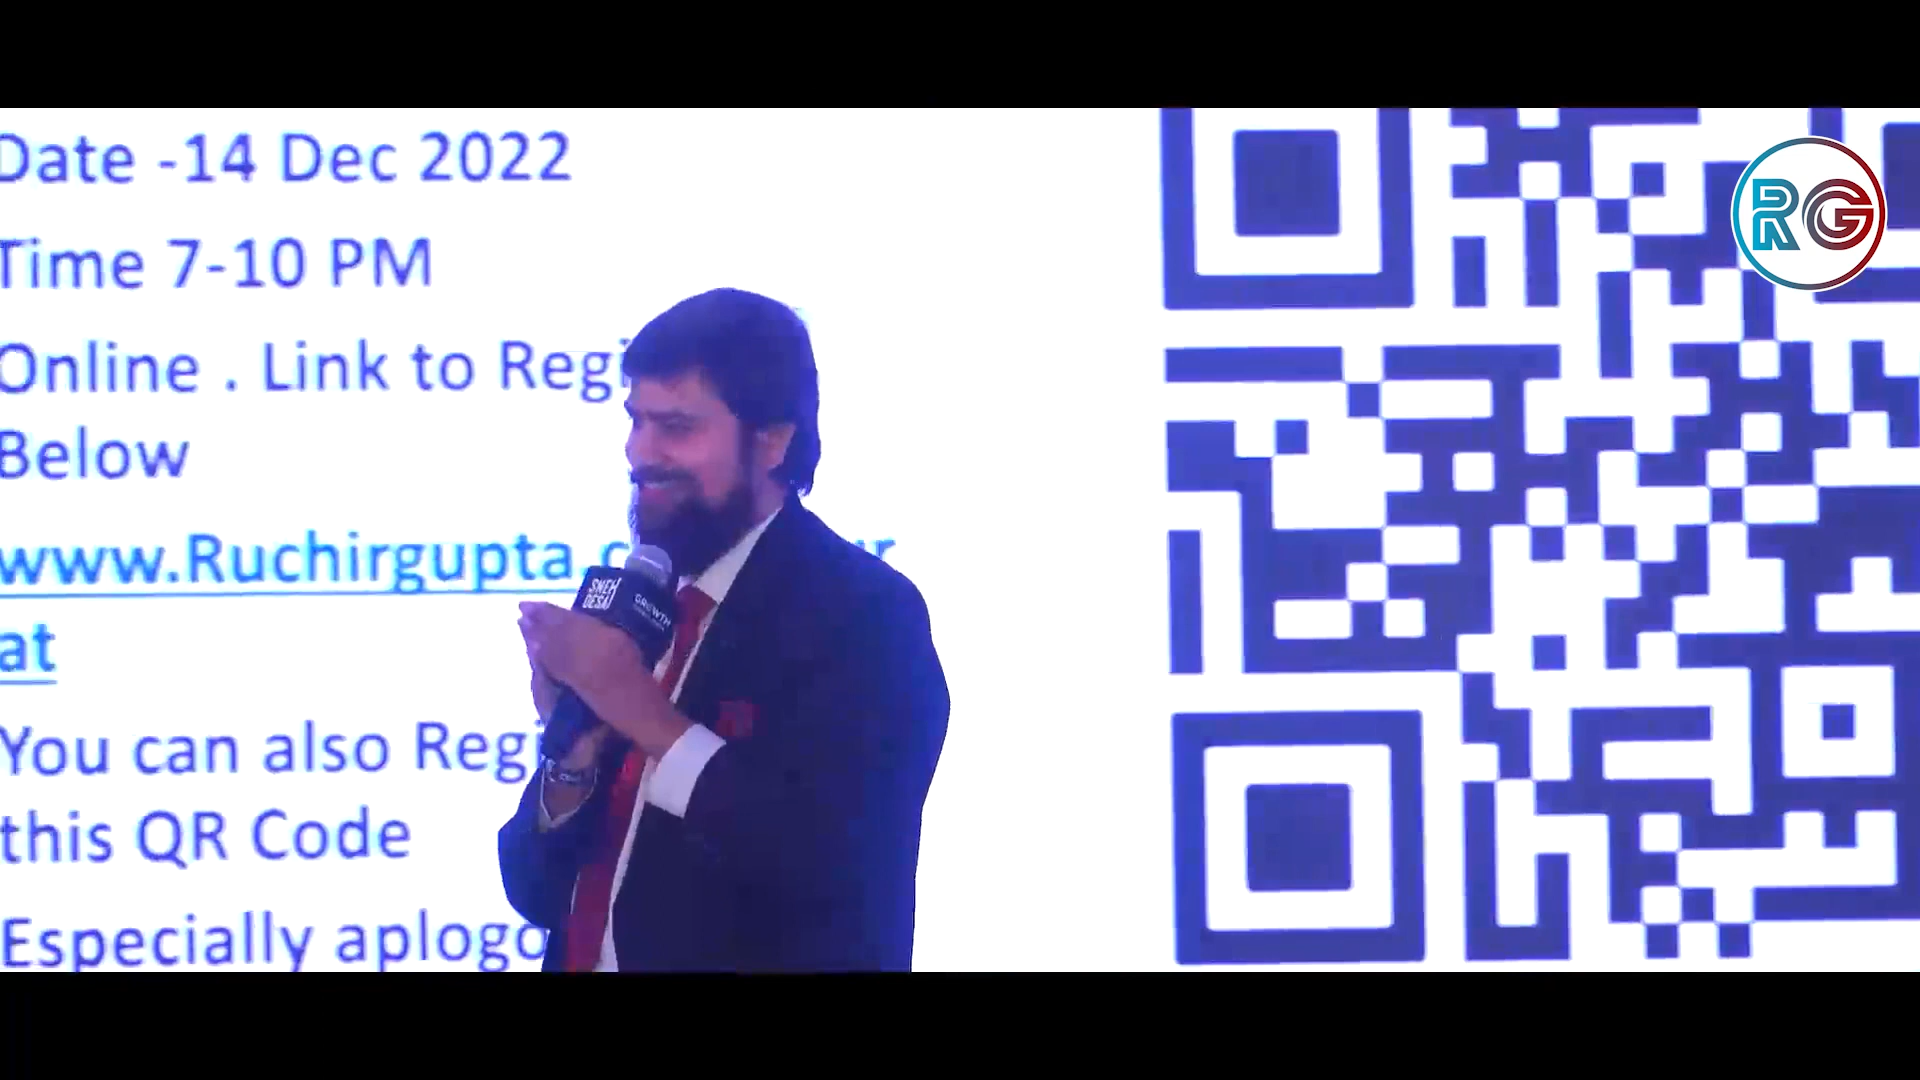 Date -14 Dec 2022
RG
Time 7-10 PM
Online . Link to Regi
Below
www.Ruchirgupta.c
at
SNEH
DESAI
GROWTH
You can also Regi
this QR Code
Especially aplogo